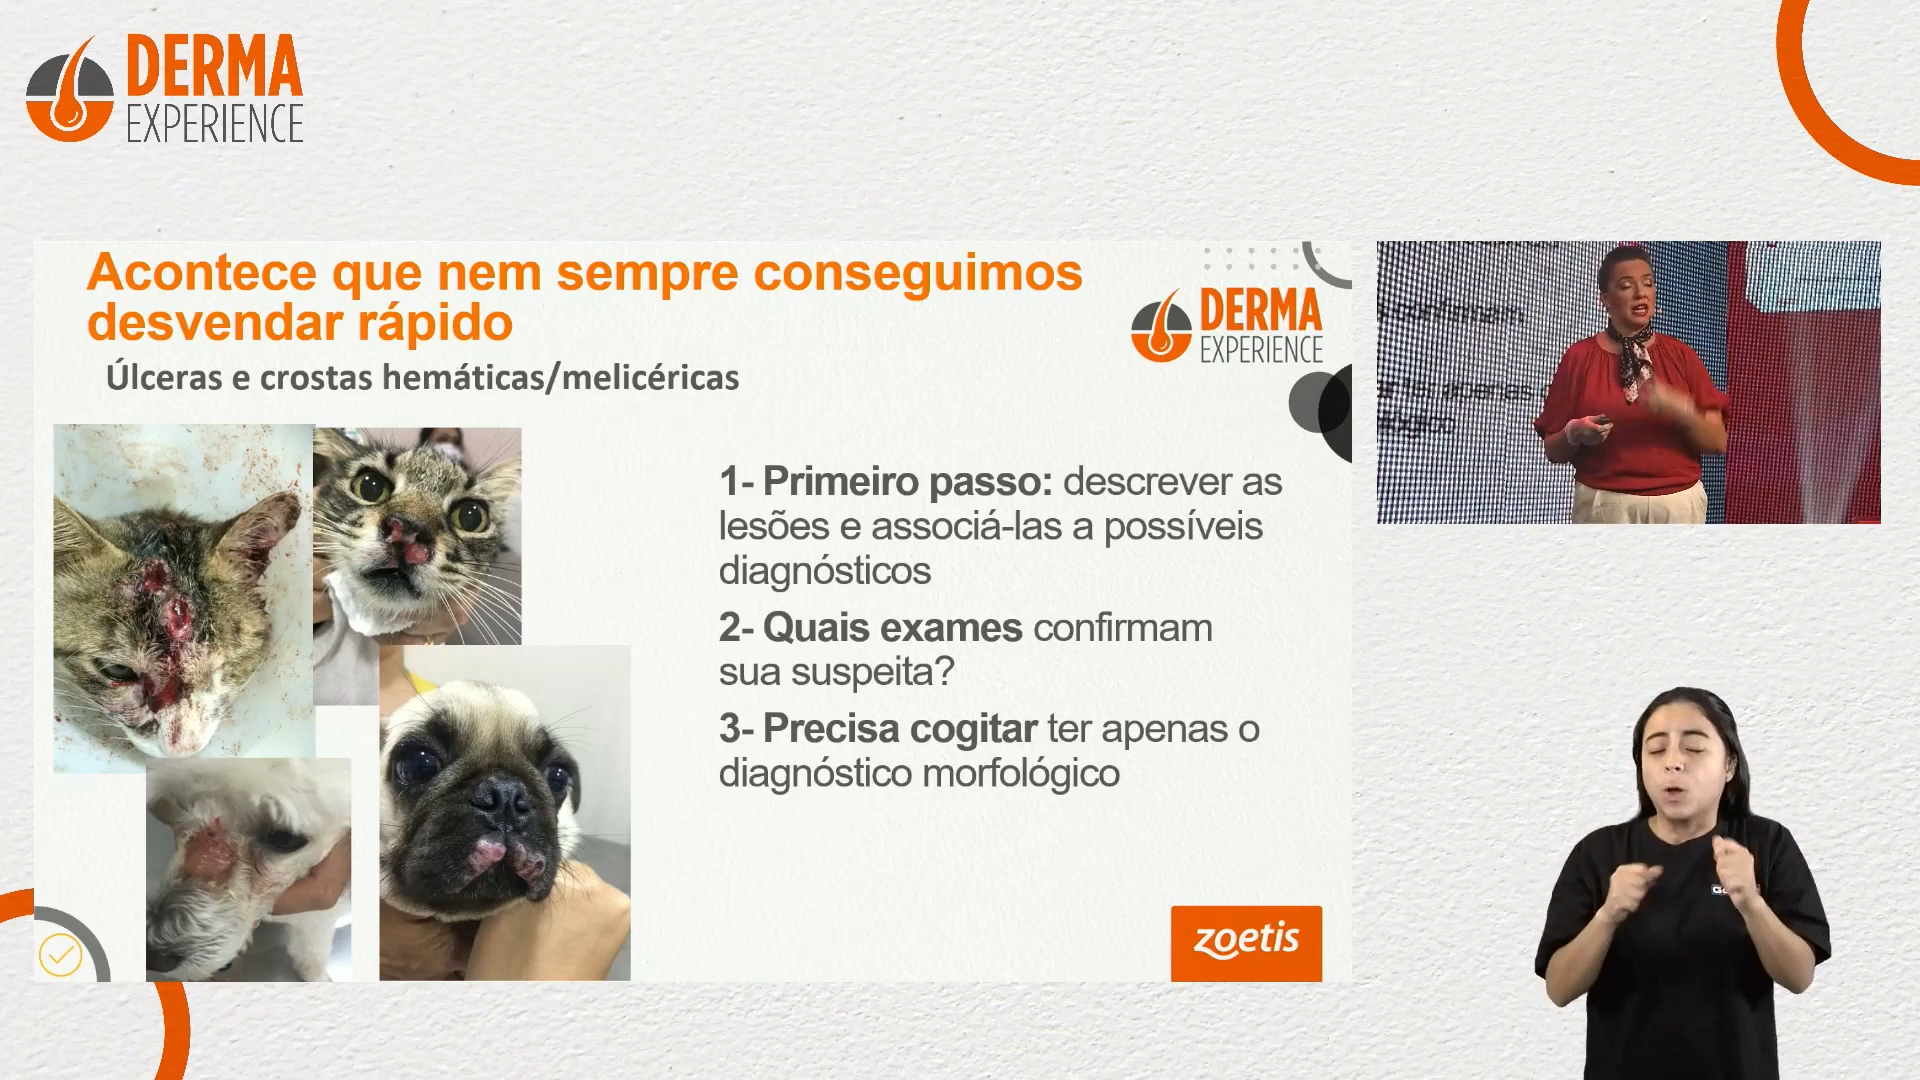 DERMA
EXPERIENCE
Acontece que nem sempre conseguimos
desvendar rápido
DERMA
EXPERIENCE
Úlceras e crostas hemáticas/melicéricas
1- Primeiro passo: descrever as
lesões e associá-las a possíveis
diagnósticos
2- Quais exames confirmam
sua suspeita?
3- Precisa cogitar ter apenas o
diagnóstico morfológico
zoetis